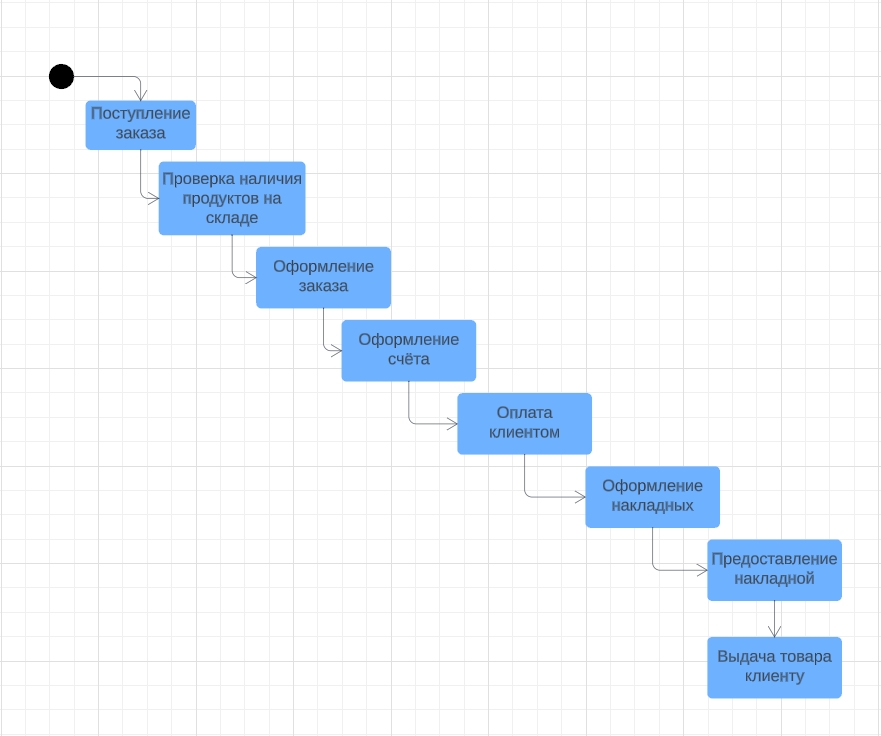 Поступление
заказа
Проверка наличия
продуктов на
складе
Оформление
заказа
Оформление
счёта
Оплата
клиентом
Оформление
накладных
Предоставление
накладной
Выдача товара
клиенту